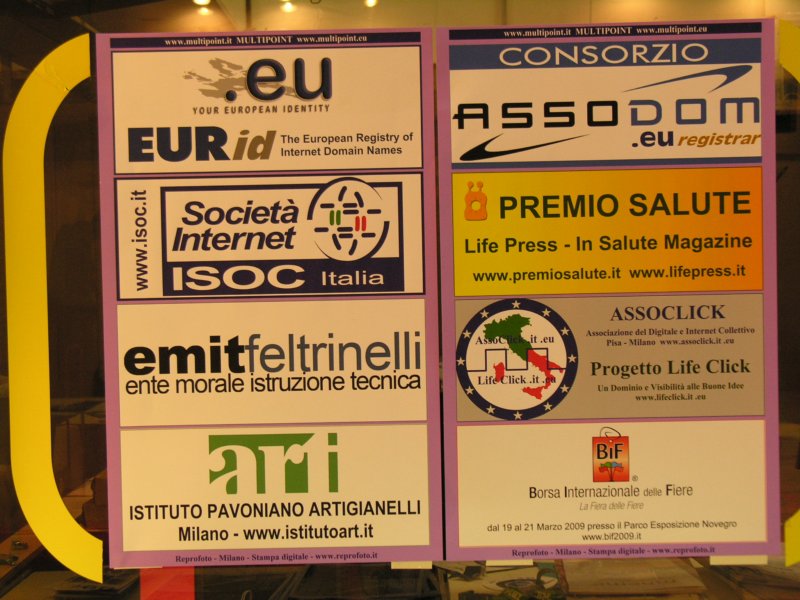 www.multipoint.it MULTIPOINT www.multipoint.eu
.eu
YOUR EUROPEAN IDENTITY
EURid The European Registry of
Internet Domain Names
www.isoc.it
Società
Internet
ISOC Italia
emitfeltrinelli
ente morale istruzione tecnica
arti
ISTITUTO PAVONIANO ARTIGIANELLI
Milano - www.istitutoart.it
Reprofoto - Milano - Stampa digitale - www.reprofoto.it
www.multipoint.it MULTIPOINT www.multipoint.eu
CONSORZIO
ASSODOM
.eu registrar
PREMIO SALUTE
Life Press - In Salute Magazine
www.premiosalute.it www.lifepress.it
AssoClick .it .eu
Life Click .it .eu
ASSOCLICK
Associazione del Digitale e Internet Collettivo
Pisa - Milano www.assoclick.it .eu
Progetto Life Click
Un Dominio e Visibilità alle Buone Idee
www.lifeclick.it .eu
BiF
®
Borsa Internazionale delle Fiere
La Fiera delle Fiere
dal 19 al 21 Marzo 2009 presso il Parco Esposizione Novegro
www.bif2009.it
Reprofoto - Milano - Stampa digitale - www.reprofoto.it